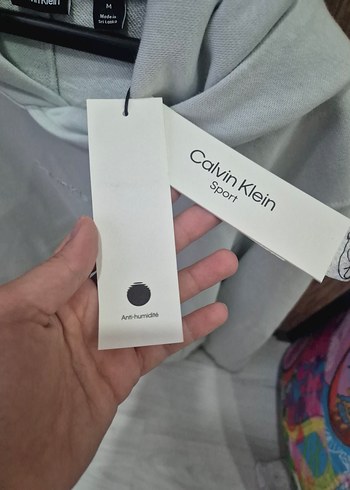 M
Made in
Sri Lanka
Calvin Klein
Sport
Anti-humidité